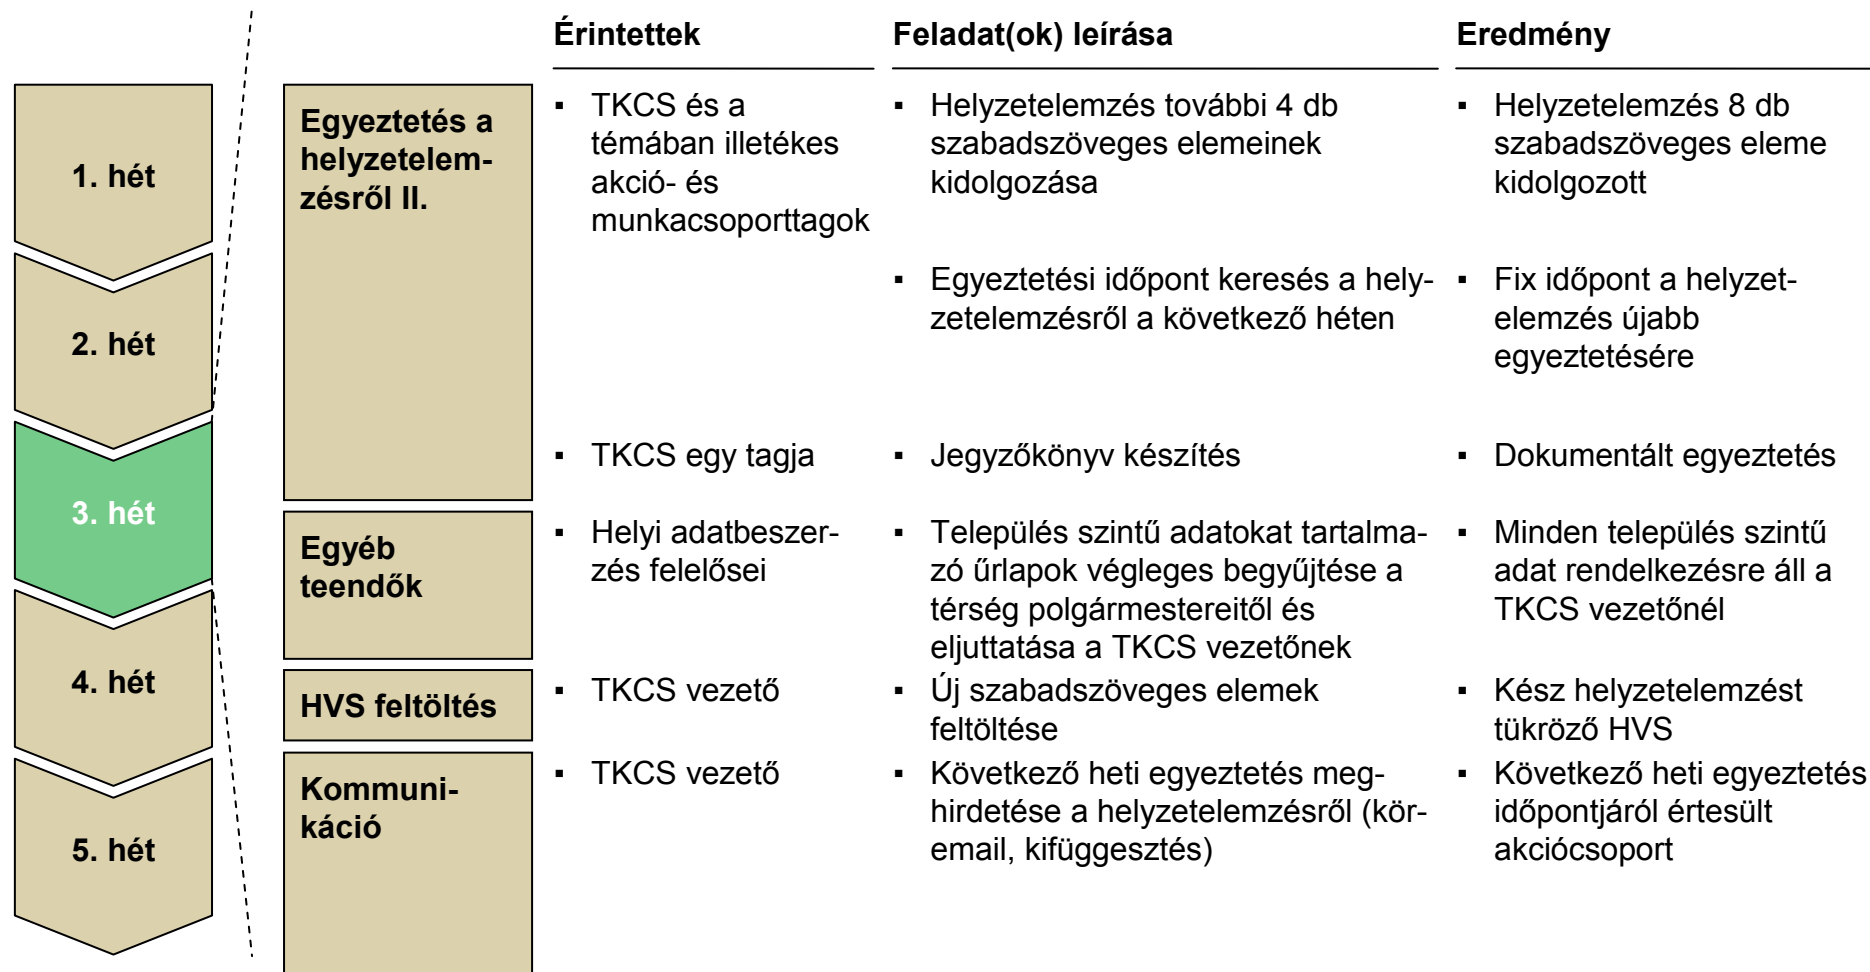 Érintettek
Feladat(ok) leírása
Eredmény
1. hét
2. hét
3. hét
4. hét
5. hét
Egyeztetés a
helyzetelem-
zésről II.
▪ TKCS és a
témában illetékes
akció- és
munkacsoporttagok
▪ Helyzetelemzés további 4 db
szabadszöveges elemeinek
kidolgozása
▪ Helyzetelemzés 8 db
szabadszöveges eleme
kidolgozott
▪ Egyeztetési időpont keresés a hely-
zetelemzésről a következő héten
▪ Fix időpont a helyzet-
elemzés újabb
egyeztetésére
▪ TKCS egy tagja
▪ Jegyzőkönyv készítés
▪ Dokumentált egyeztetés
Egyéb
teendők
▪ Helyi adatbeszer-
zés felelősei
▪ Település szintű adatokat tartalma-
zó űrlapok végleges begyűjtése a
térség polgármestereitől és
eljuttatása a TKCS vezetőnek
▪ Minden település szintű
adat rendelkezésre áll a
TKCS vezetőnél
HVS feltöltés
▪ TKCS vezető
▪ Új szabadszöveges elemek
feltöltése
▪ Kész helyzetelemzést
tükröző HVS
Kommuni-
káció
▪ TKCS vezető
▪ Következő heti egyeztetés meg-
hirdetése a helyzetelemzésről (kör-
email, kifüggesztés)
▪ Következő heti egyeztetés
időpontjáról értesült
akciócsoport